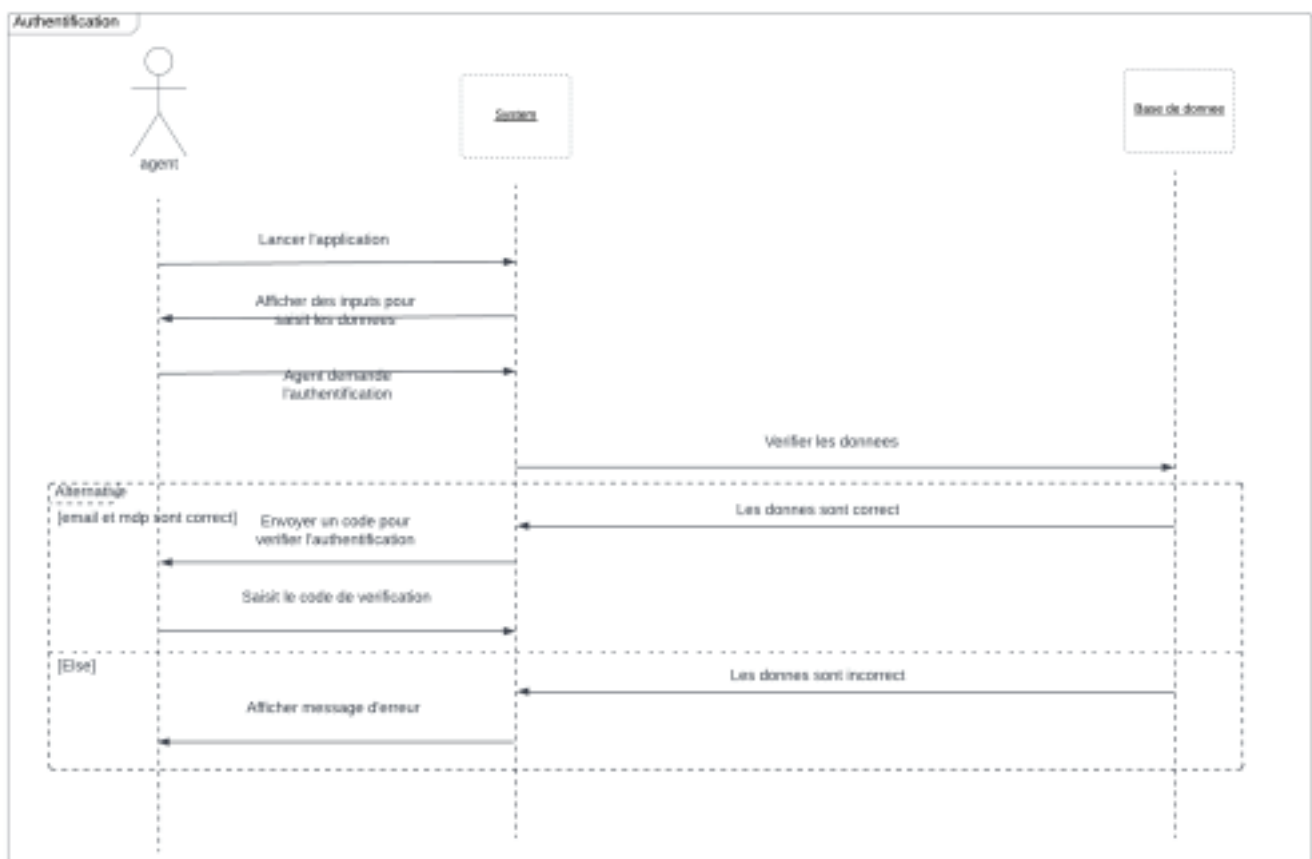 Authentification
agent
System
Base de donnee
Lancer l'application
Afficher des inputs pour
saisit les donnees
Agent demande
l'authentification
Verifier les donnees
Alternative
[email et mdp sont correct]
Les donnes sont correct
Envoyer un code pour
verifier l'authentification
Saisit le code de verification
[Else]
Les donnes sont incorrect
Afficher message d'erreur